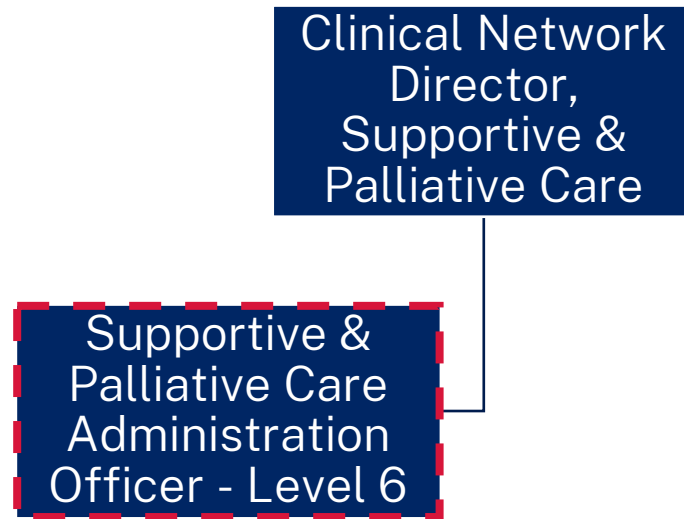 Clinical Network
Director,
Supportive &
Palliative Care
Supportive &
Palliative Care
Administration
Officer - Level 6